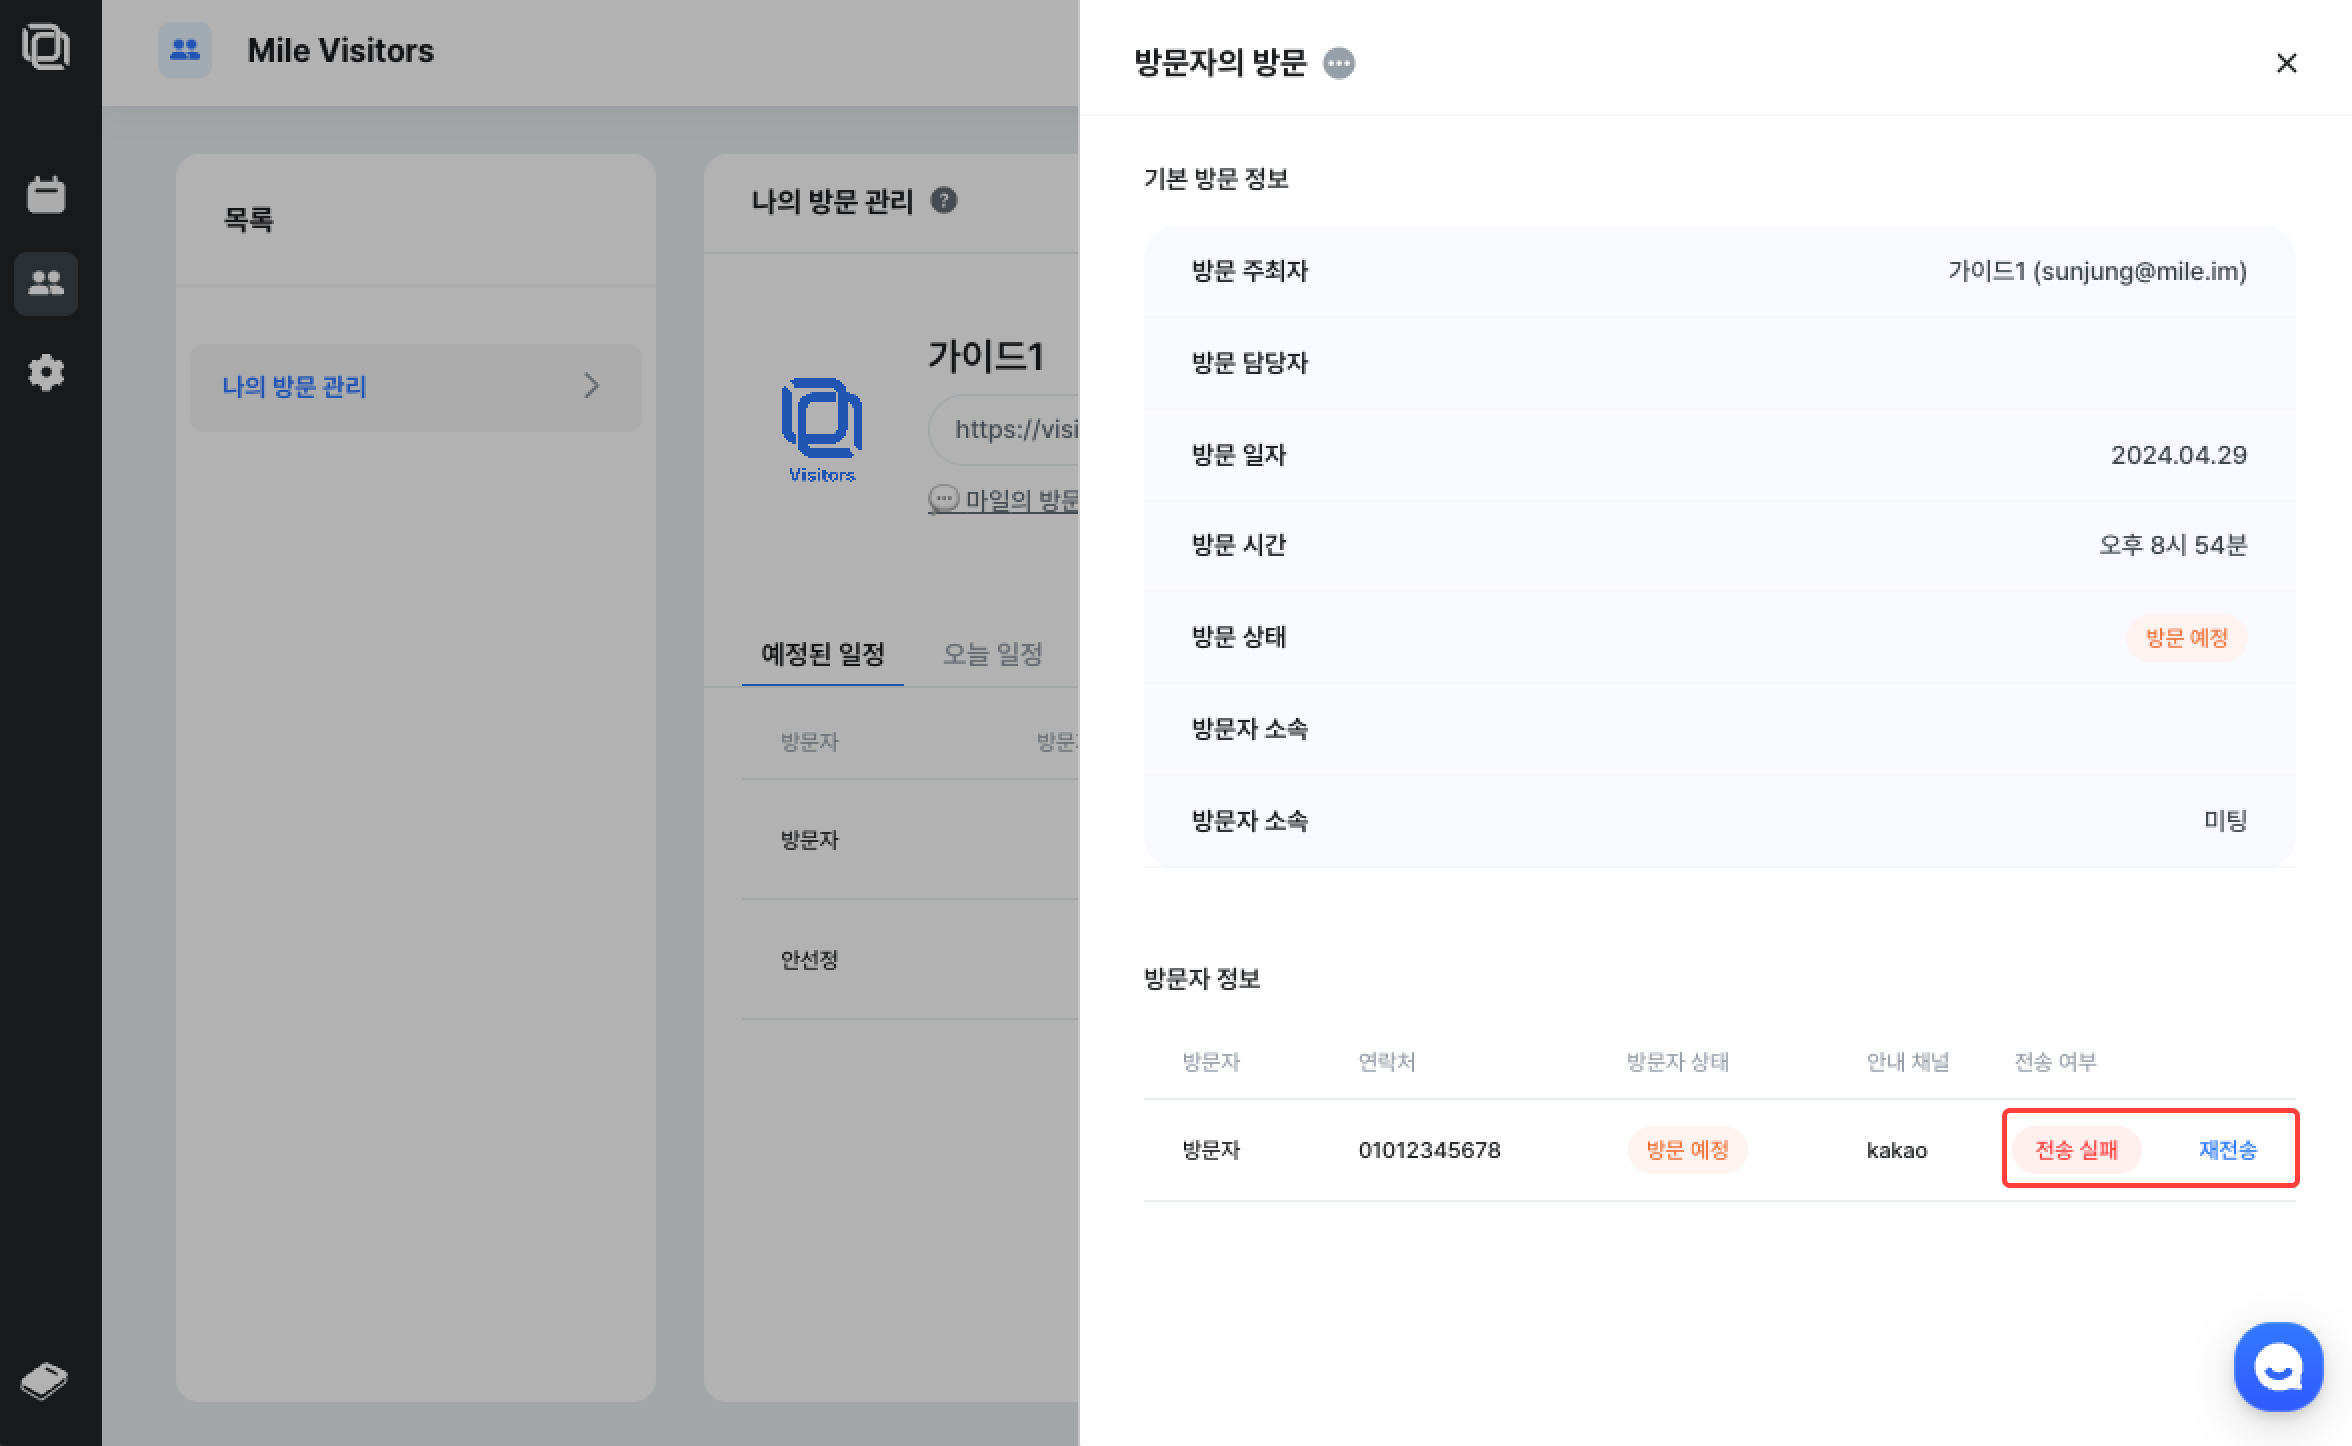 Mile Visitors
목록
나의 방문 관리
나의 방문 관리 ?
가이드1
https://visi
Visitors
마일의 방문
예정된 일정 오늘 일정
방문자 방문
방문자
안선정
방문자의 방문
기본 방문 정보
방문 주최자 가이드1 (sunjung@mile.im)
방문 담당자
방문 일자 2024.04.29
방문 시간 오후 8시 54분
방문 상태 방문 예정
방문자 소속
방문자 소속 미팅
방문자 정보
방문자 연락처 방문자 상태 안내 채널 전송 여부
방문자 01012345678 방문 예정 kakao 전송 실패 재전송